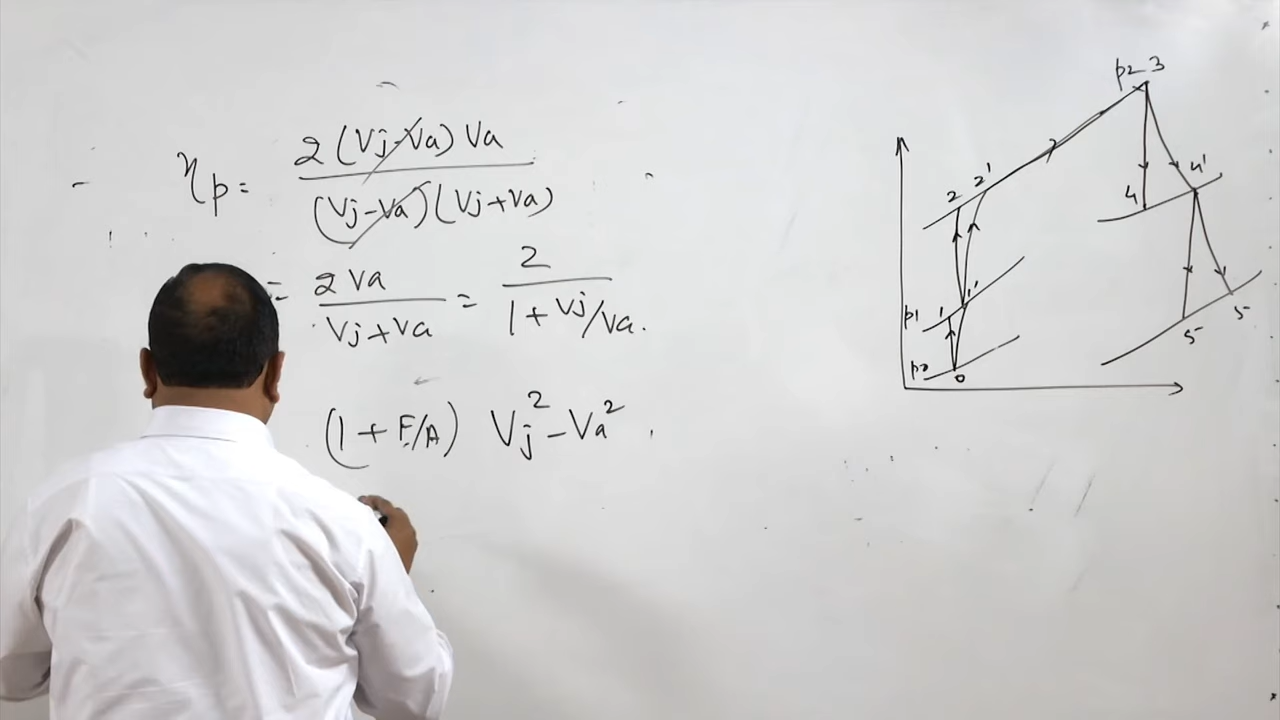 ηp = 2 (Vj-Va) Va / (Vj-Va)(Vj+Va)
= 2 Va / Vj+Va = 2 / 1 + Vj/Va.
(1 + F/A) Vj² - Va²
p2 3
2 2' 4 4'
p1 1 1'
5 5
p0 0